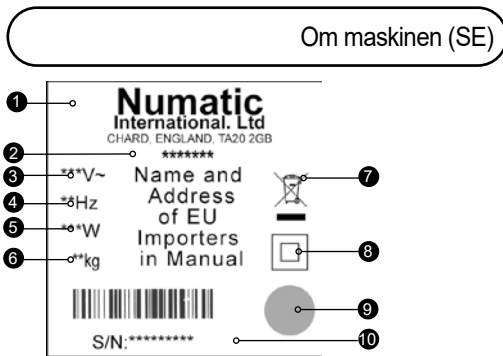 Om maskinen (SE)
1
Numatic
International. Ltd
CHARD, ENGLAND, TA20 2GB
2
*******
3
***V~
Name and
7
4
**Hz
Address
of EU
5
***W
Importers
8
6
**kg
in Manual
9
S/N:*********
10